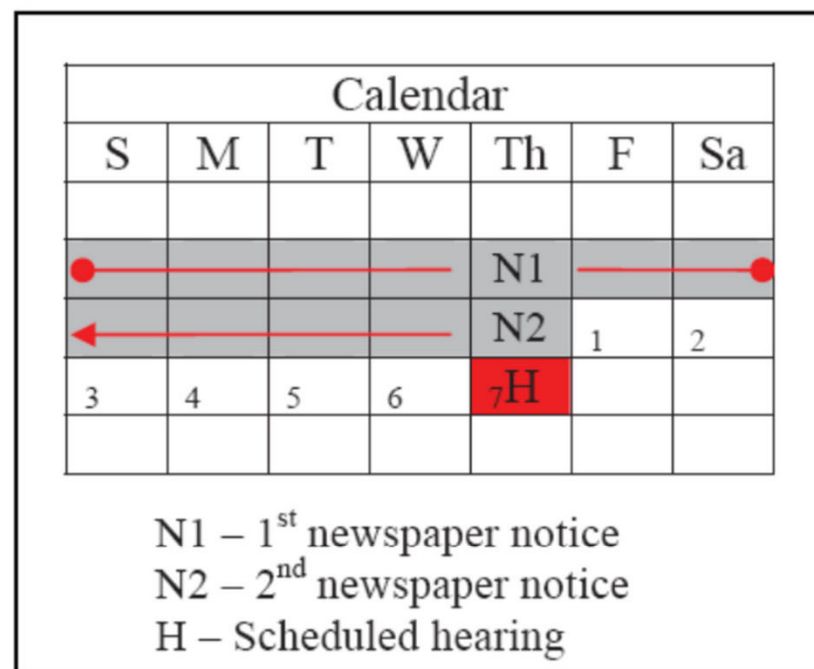 Calendar
S M T W Th F Sa
N1
N2 1 2
3 4 5 6 7H
N1 – 1st newspaper notice
N2 – 2nd newspaper notice
H – Scheduled hearing